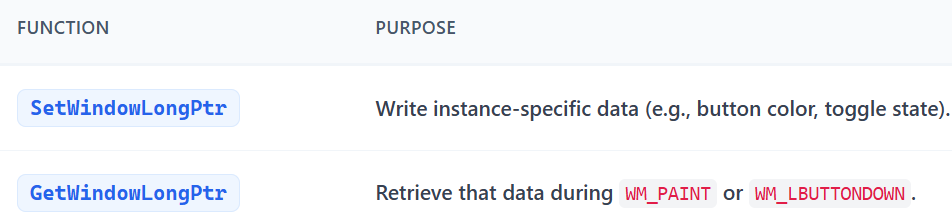 FUNCTION PURPOSE
SetWindowLongPtr Write instance-specific data (e.g., button color, toggle state).
GetWindowLongPtr Retrieve that data during WM_PAINT or WM_LBUTTONDOWN.